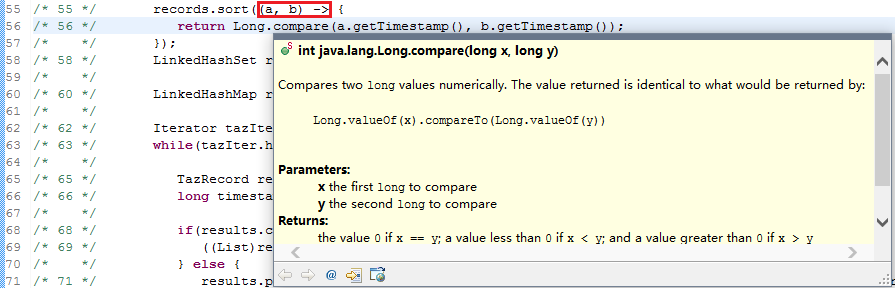 55 /* 55 */ records.sort((a, b) -> {
56 /* 56 */ return Long.compare(a.getTimestamp(), b.getTimestamp());
57 /* */ });
58 /* 58 */ LinkedHashSet r
59 /* */
60 /* 60 */ LinkedHashMap r
61 /* */
62 /* 62 */ Iterator tazIte
63 /* 63 */ while(tazIter.h
64 /* */
65 /* 65 */ TazRecord re
66 /* 66 */ long timesta
67 /* */
68 /* 68 */ if(results.c
69 /* 69 */ ((List)re
70 /* */ } else {
71 /* 71 */ results.p
int java.lang.Long.compare(long x, long y)
Compares two long values numerically. The value returned is identical to what would be returned by:
Long.valueOf(x).compareTo(Long.valueOf(y))
Parameters:
x the first long to compare
y the second long to compare
Returns:
the value 0 if x == y; a value less than 0 if x < y; and a value greater than 0 if x > y